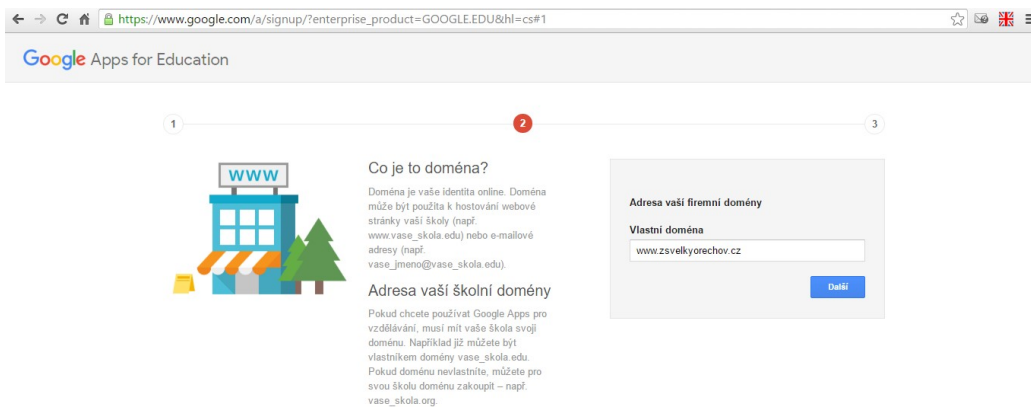 https://www.google.com/a/signup/?enterprise_product=GOOGLE.EDU&hl=cs#1
Google Apps for Education
1
2
3
WWW
Co je to doména?
Doména je vaše identita online. Doména
může být použita k hostování webové
stránky vaší školy (např.
www.vase_skola.edu) nebo e-mailové
adresy (např.
vase_jmeno@vase_skola.edu).
Adresa vaší školní domény
Pokud chcete používat Google Apps pro
vzdělávání, musí mít vaše škola svoji
doménu. Například již můžete být
vlastníkem domény vase_skola.edu.
Pokud doménu nevlastníte, můžete pro
svou školu doménu zakoupit – např.
vase_skola.org.
Adresa vaší firemní domény
Vlastní doména
www.zsvelkyorechov.cz
Další